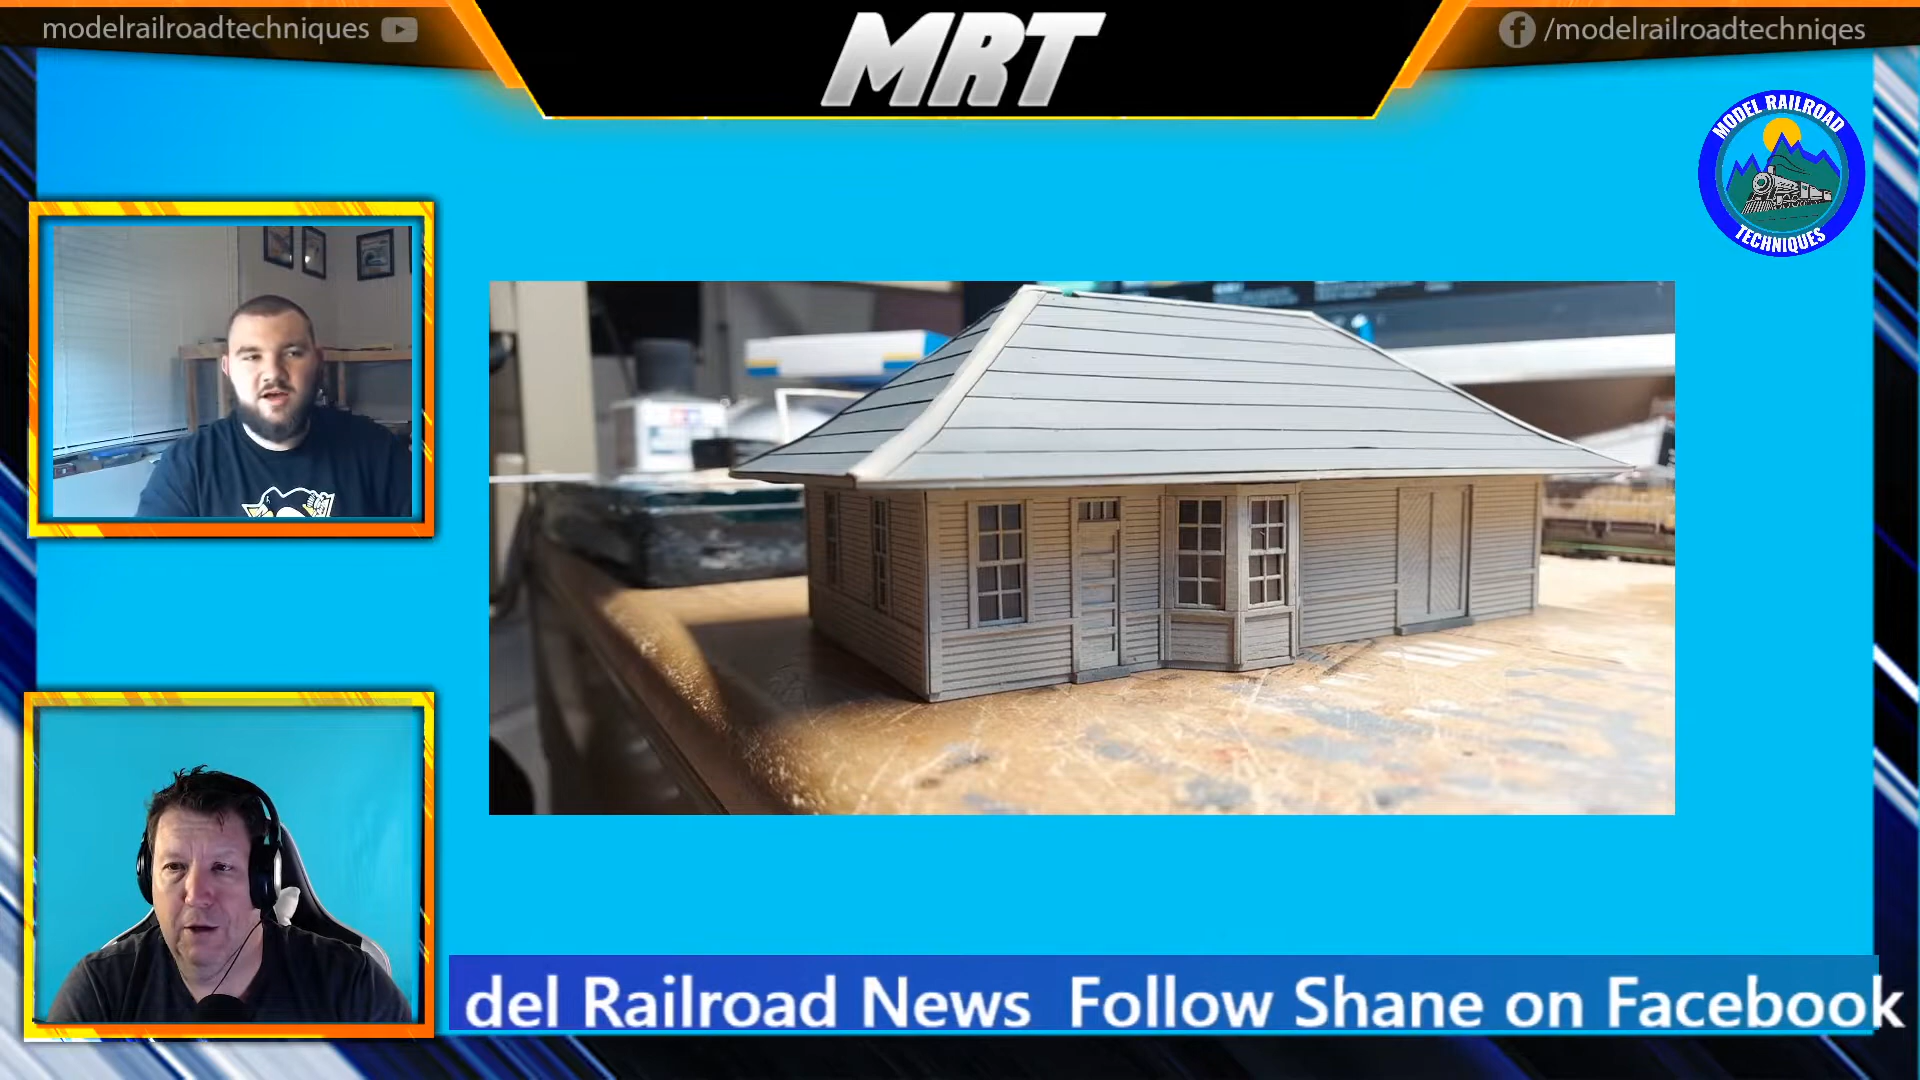 modelrailroadtechniques
MRT
/modelrailroadtechniqes
MODEL RAILROAD
TECHNIQUES
del Railroad News Follow Shane on Facebook